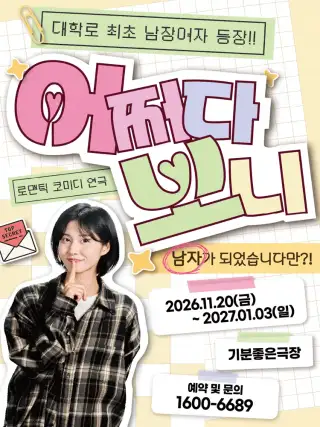 대학로 최초 남장여자 등장!!
어쩌다
보니
로맨틱 코미디 연극
TOP SECRET
남자가 되었습니다만?!
2026.11.20(금)
~ 2027.01.03(일)
기분좋은극장
예약 및 문의
1600-6689